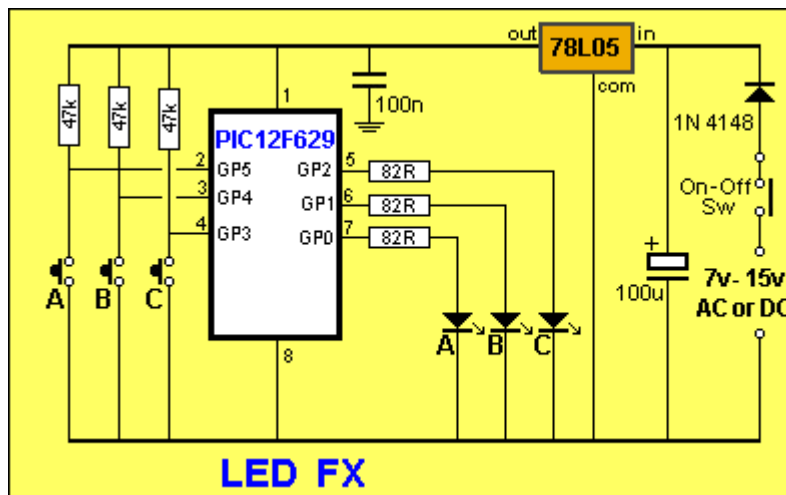 out
78L05
in
com
1
100n
1N 4148
47k
47k
47k
PIC12F629
2
GP5
GP2
5
82R
3
GP4
GP1
6
82R
4
GP3
GP0
7
82R
On-Off
Sw
A
B
C
+
100u
7v- 15v
AC or DC
A
B
C
8
LED FX